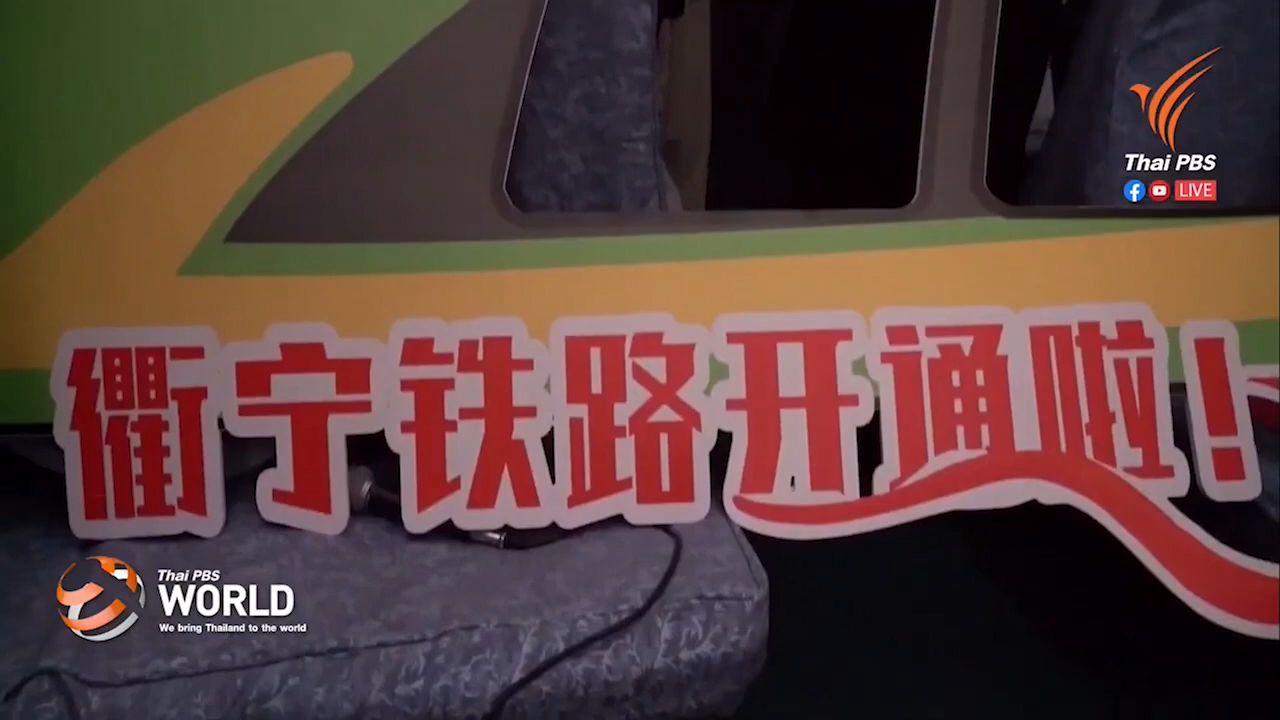 Thai PBS
LIVE
衢宁铁路开通啦!
Thai PBS
WORLD
We bring Thailand to the world